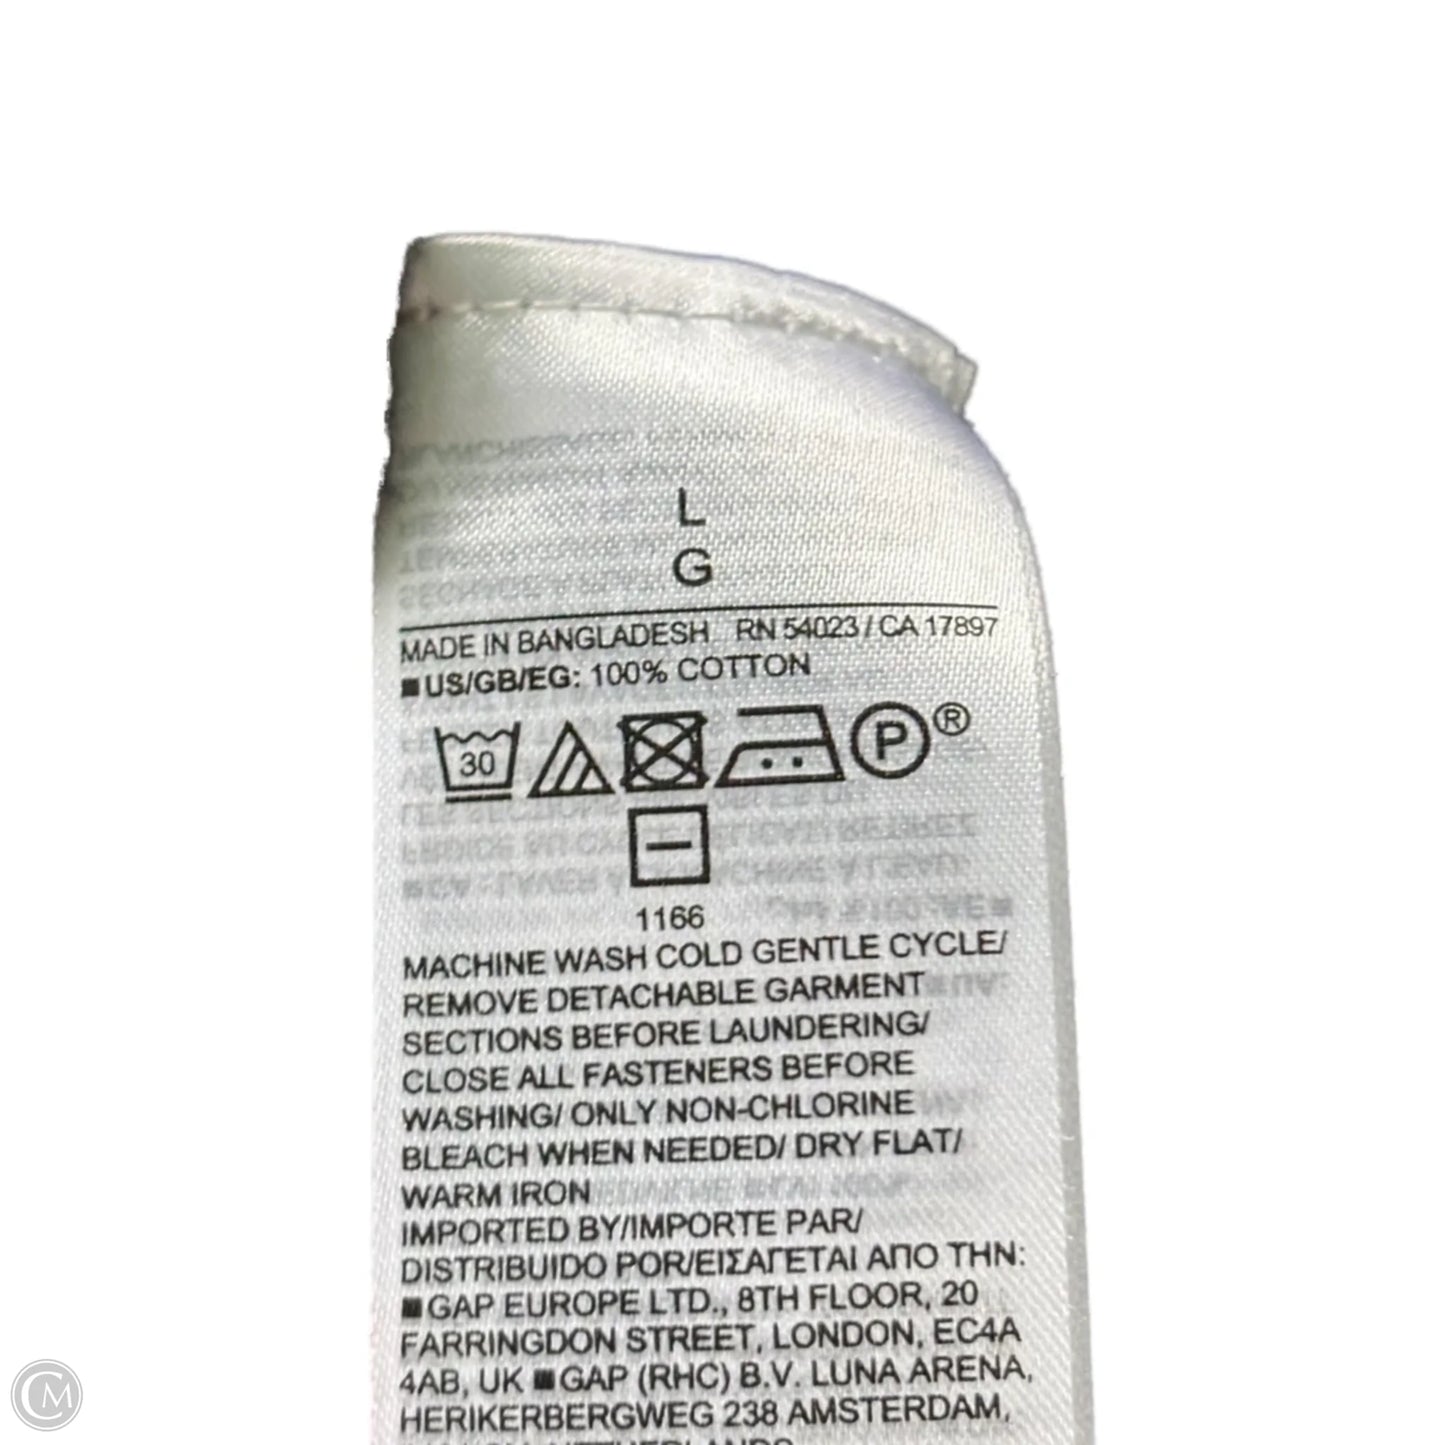 L
G
MADE IN BANGLADESH RN 54023 / CA 17897
■ US/GB/EG: 100% COTTON
30 P®
1166
MACHINE WASH COLD GENTLE CYCLE/
REMOVE DETACHABLE GARMENT
SECTIONS BEFORE LAUNDERING/
CLOSE ALL FASTENERS BEFORE
WASHING/ ONLY NON-CHLORINE
BLEACH WHEN NEEDED/ DRY FLAT/
WARM IRON
IMPORTED BY/IMPORTE PAR/
DISTRIBUIDO POR/ΕΙΣΑΓΕΤΑΙ ΑΠΟ ΤΗΝ:
■ GAP EUROPE LTD., 8TH FLOOR, 20
FARRINGDON STREET, LONDON, EC4A
4AB, UK ■ GAP (RHC) B.V. LUNA ARENA,
HERIKERBERGWEG 238 AMSTERDAM,
NETHERLANDS
CM